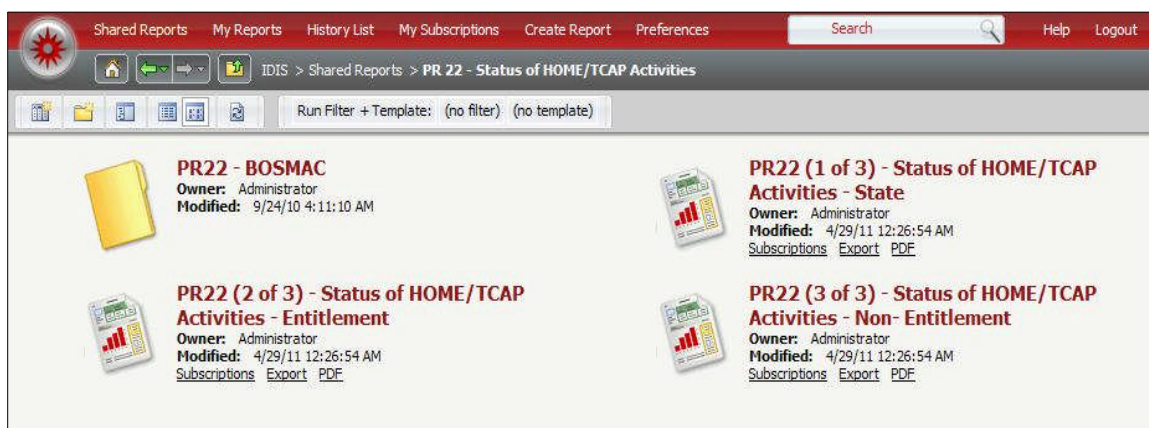 Shared Reports My Reports History List My Subscriptions Create Report Preferences Search Help Logout
IDIS > Shared Reports > PR 22 - Status of HOME/TCAP Activities
Run Filter + Template: (no filter) (no template)
PR22 - BOSMAC
Owner: Administrator
Modified: 9/24/10 4:11:10 AM
PR22 (1 of 3) - Status of HOME/TCAP
Activities - State
Owner: Administrator
Modified: 4/29/11 12:26:54 AM
Subscriptions Export PDF
PR22 (2 of 3) - Status of HOME/TCAP
Activities - Entitlement
Owner: Administrator
Modified: 4/29/11 12:26:54 AM
Subscriptions Export PDF
PR22 (3 of 3) - Status of HOME/TCAP
Activities - Non- Entitlement
Owner: Administrator
Modified: 4/29/11 12:26:54 AM
Subscriptions Export PDF